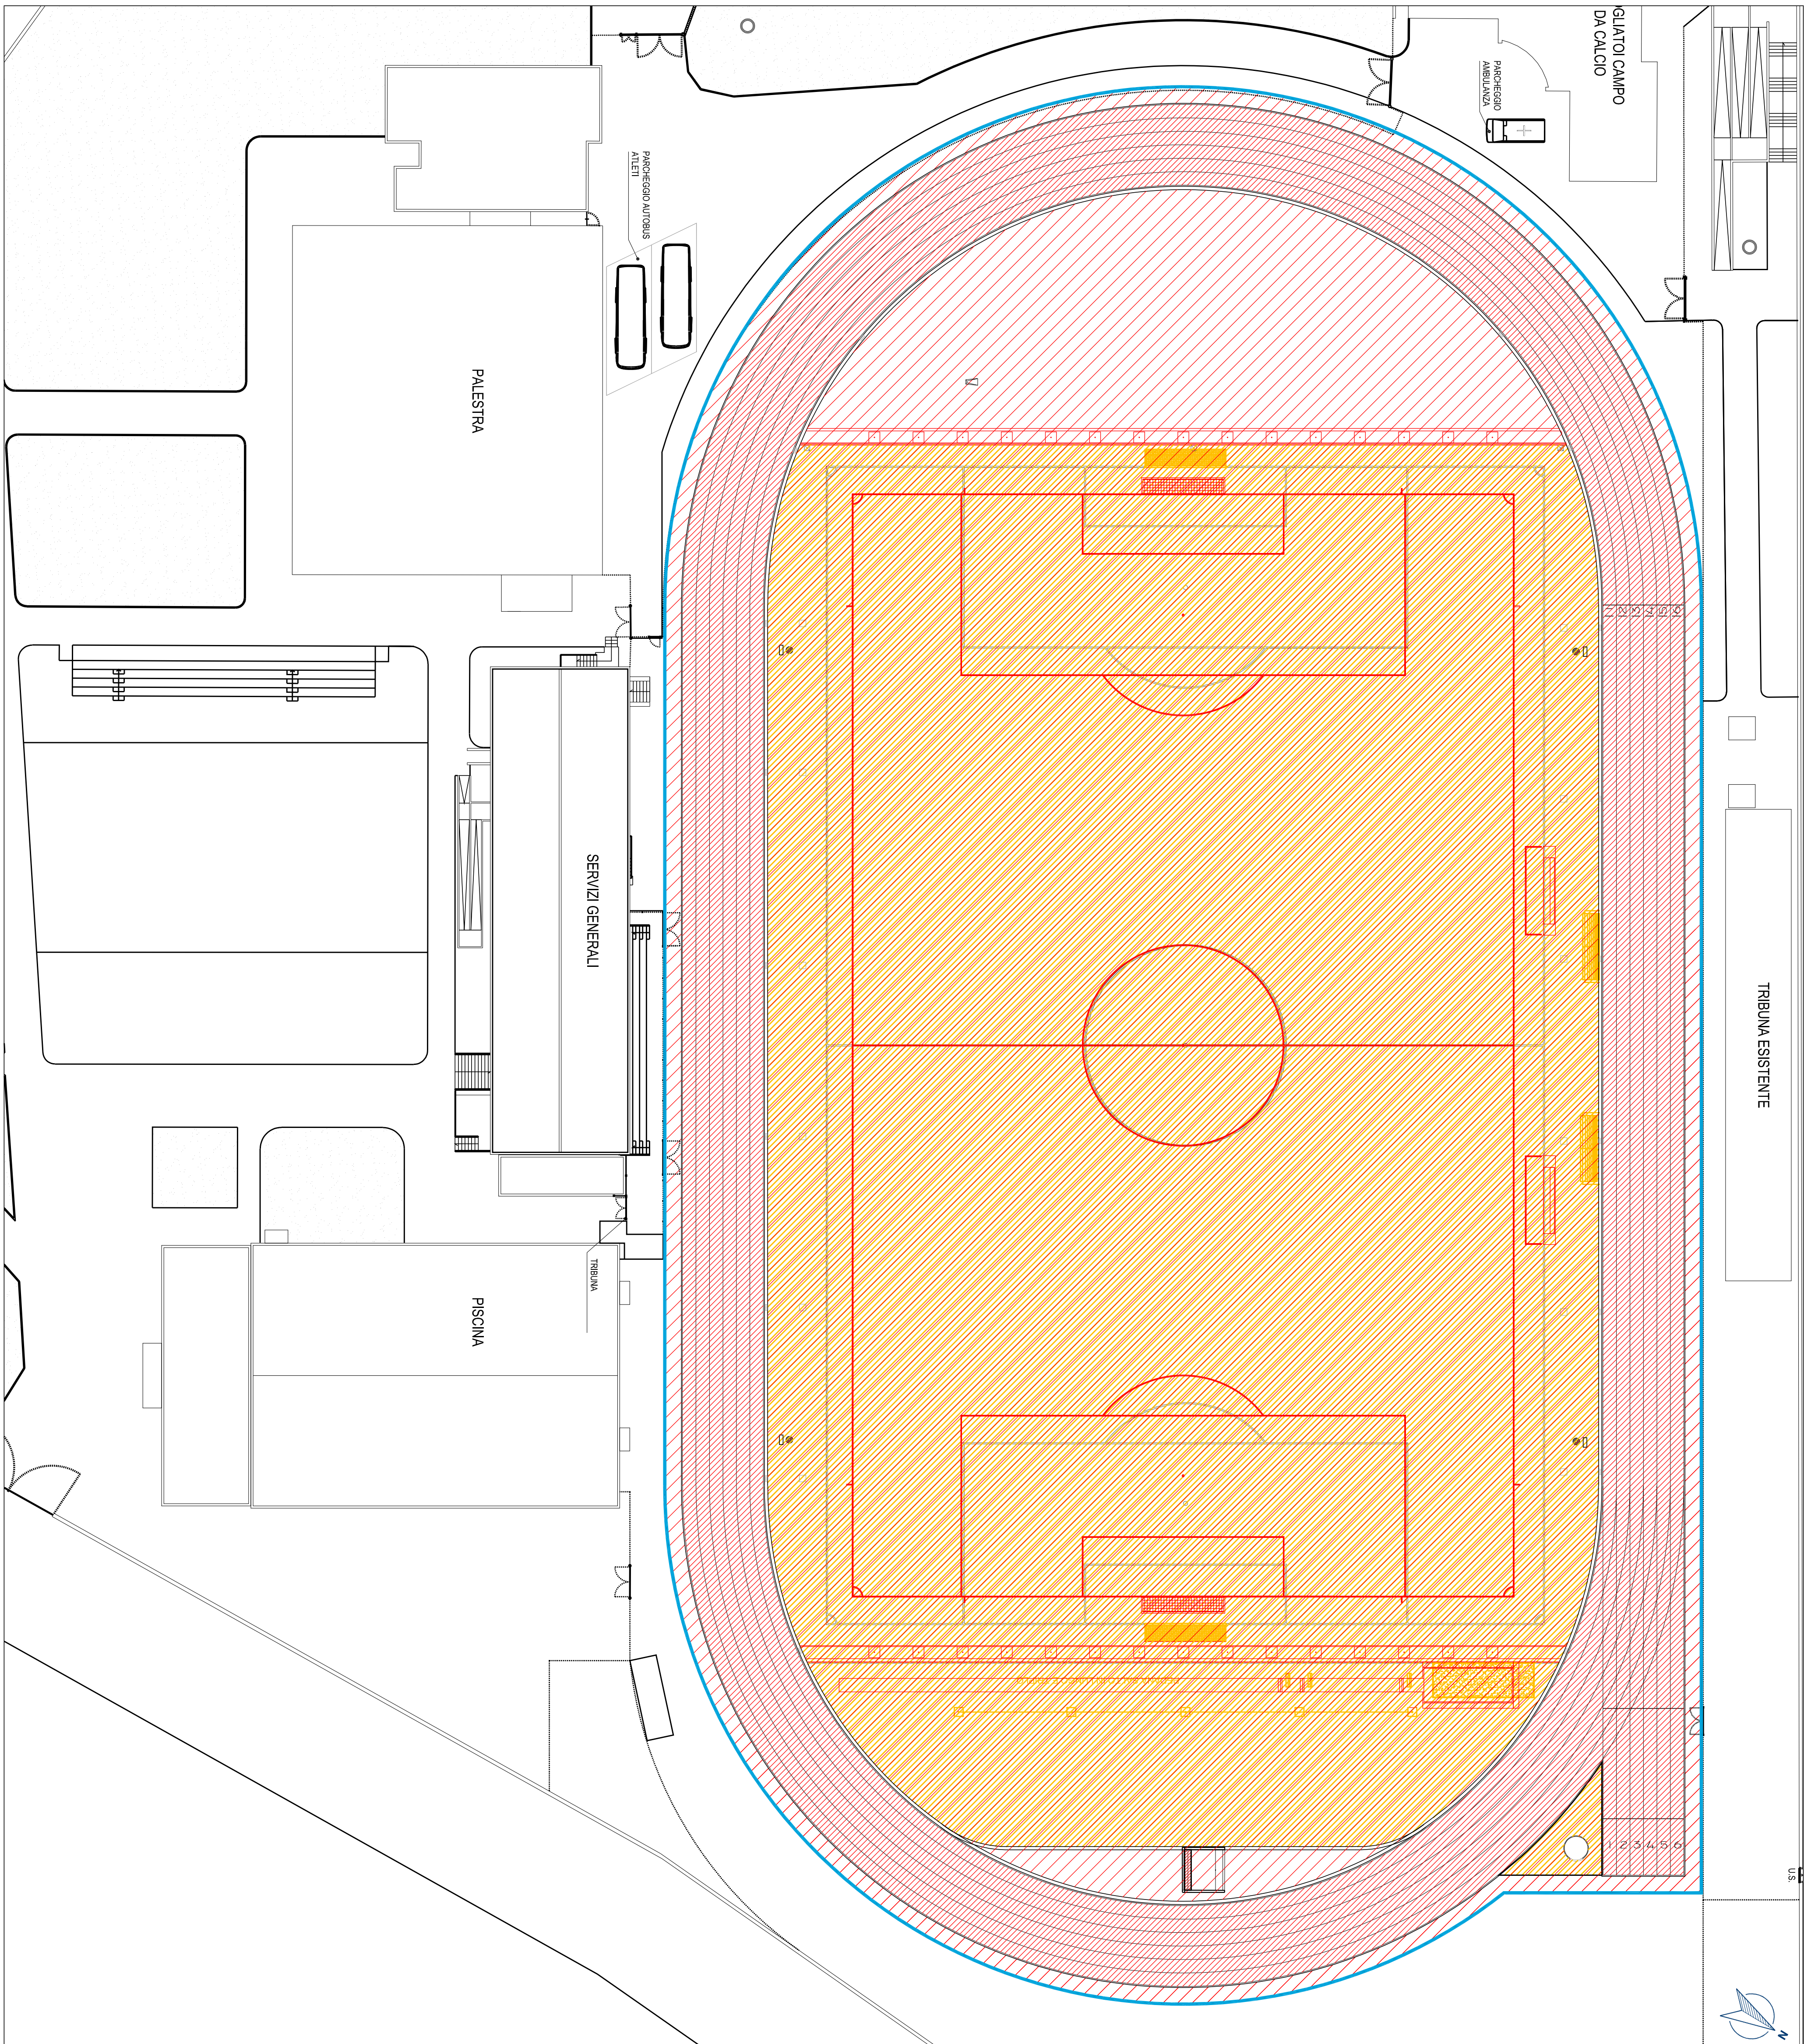 OGLIATOI CAMPO
DA CALCIO
PARCHEGGIO
AMBULANZA
PARCHEGGIO AUTOBUS
ATLETI
PALESTRA
1
2
3
4
5
6
SERVIZI GENERALI
TRIBUNA ESISTENTE
TRIBUNA
PISCINA
1 2 3 4 5 6
U.S.
N